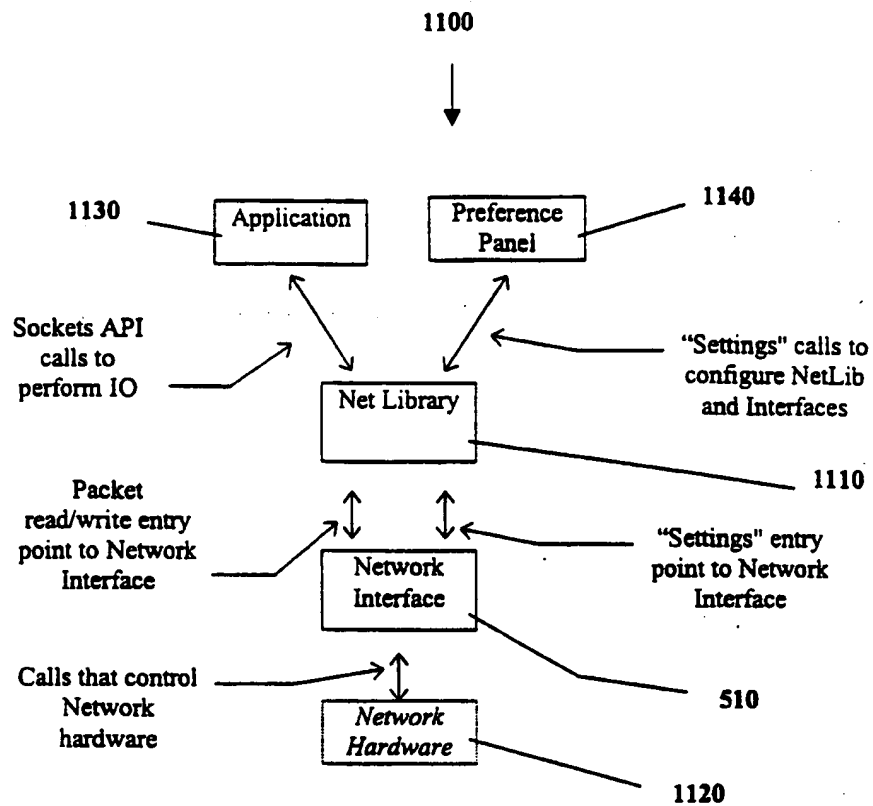 1100
1130
Application
Preference
Panel
1140
Sockets API
calls to
perform IO
“Settings" calls to
configure NetLib
and Interfaces
Net Library
1110
Packet
read/write entry
point to Network
Interface
“Settings" entry
point to Network
Interface
Network
Interface
510
Calls that control
Network
hardware
Network
Hardware
1120